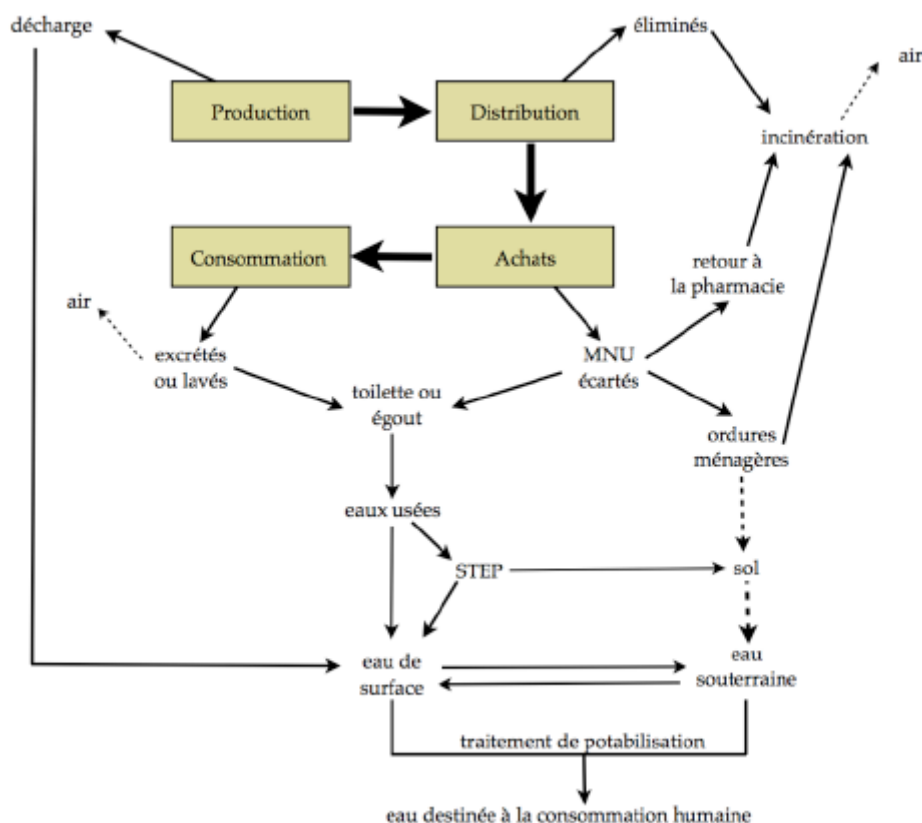 décharge
éliminés
air
Production
Distribution
incinération
Consommation
Achats
retour à
la pharmacie
air
excrétés
ou lavés
MNU
écartés
toilette ou
égout
ordures
ménagères
eaux usées
STEP
sol
eau de
surface
eau
souterraine
traitement de potabilisation
eau destinée à la consommation humaine